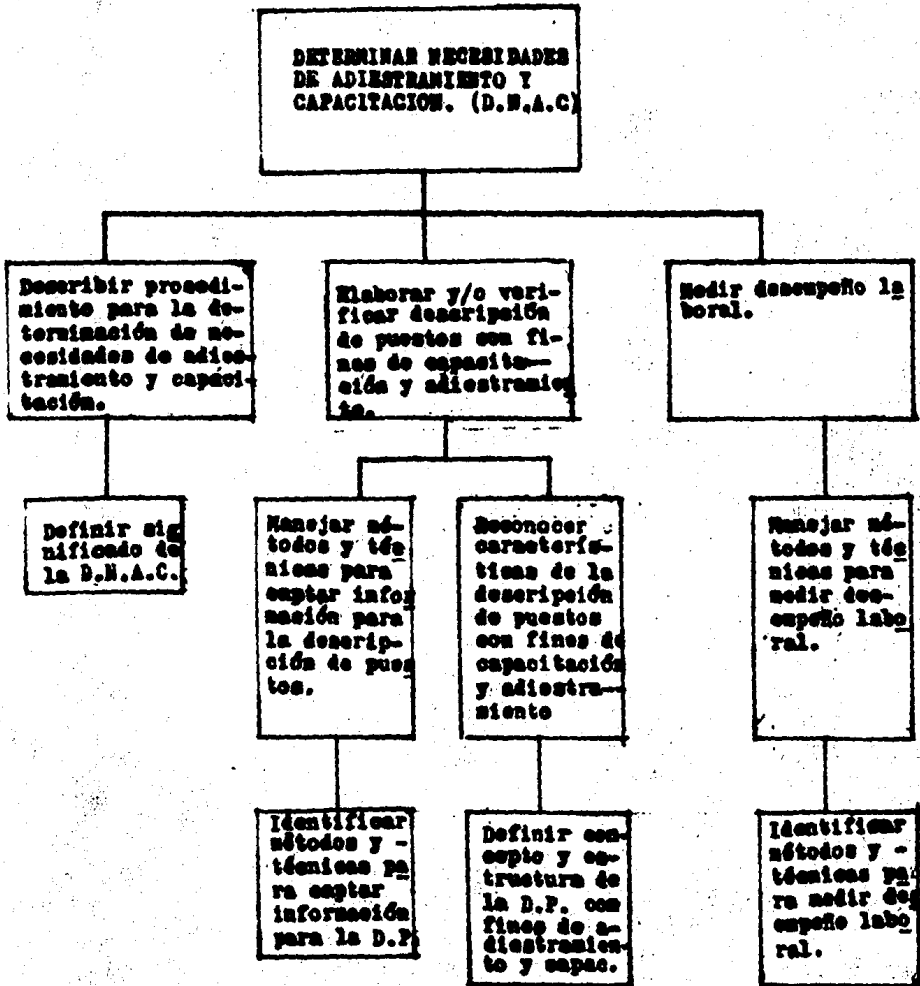 DETERMINAR NECESIDADES
DE ADIESTRAMIENTO Y
CAPACITACION. (D.N.A.C)
Describir procedi-
miento para la de-
terminación de ne-
cesidades de adies-
tramiento y capaci-
tación.
Elaborar y/o veri-
ficar descripción
de puestos con fi-
nes de capacita--
ción y adiestramien
to.
Medir desempeño la
boral.
Definir sig
nificado de
la D.N.A.C.
Manejar mé-
todos y téc
nicas para
captar infor
mación para
la descrip-
ción de pues
tos.
Reconocer
caracterís-
ticas de la
descripción
de puestos
con fines de
capacitación
y adiestra--
miento
Manejar mé-
todos y téc
nicas para
medir des-
empeño labo
ral.
Identificar
métodos y -
técnicas pa
ra captar
información
para la D.P.
Definir con-
cepto y es-
tructura de
la D.P. con
fines de a-
diestramien-
to y capac.
Identificar
métodos y -
técnicas pa
ra medir des
empeño labo
ral.